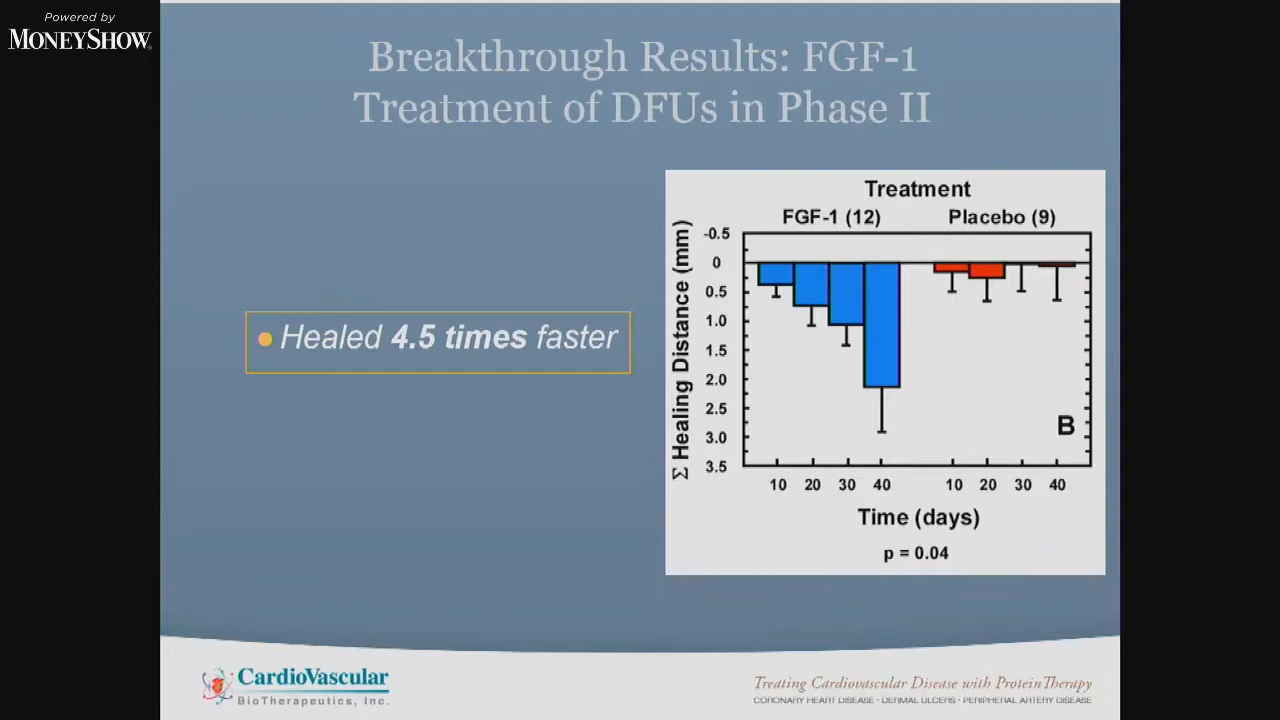 Powered by
MONEYSHOW
Breakthrough Results: FGF-1
Treatment of DFUs in Phase II
• Healed 4.5 times faster
Treatment
FGF-1 (12) Placebo (9)
Σ Healing Distance (mm)
-0.5
0
0.5
1.0
1.5
2.0
2.5
3.0
3.5
B
10 20 30 40 10 20 30 40
Time (days)
p = 0.04
CardioVascular
BioTherapeutics, Inc.
Treating Cardiovascular Disease with Protein Therapy
CORONARY HEART DISEASE • DERMAL ULCERS • PERIPHERAL ARTERY DISEASE